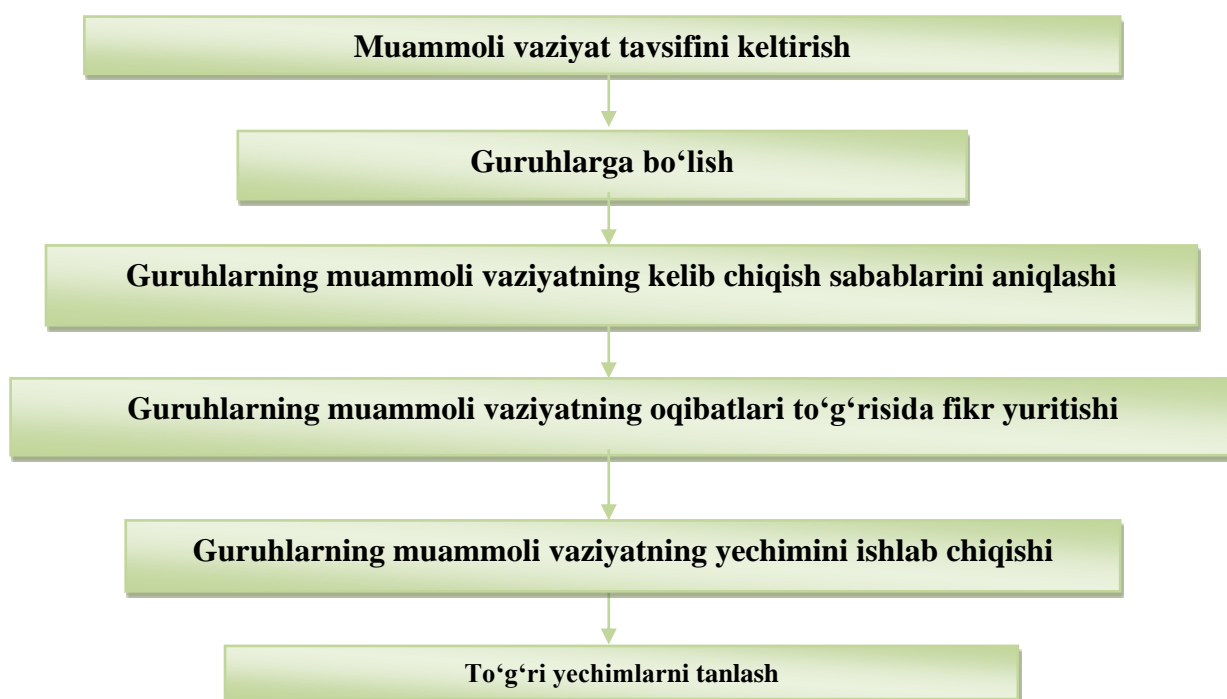 Muammoli vaziyat tavsifini keltirish
Guruhlarga bo‘lish
Guruhlarning muammoli vaziyatning kelib chiqish sabablarini aniqlashi
Guruhlarning muammoli vaziyatning oqibatlari to‘g‘risida fikr yuritishi
Guruhlarning muammoli vaziyatning yechimini ishlab chiqishi
To‘g‘ri yechimlarni tanlash